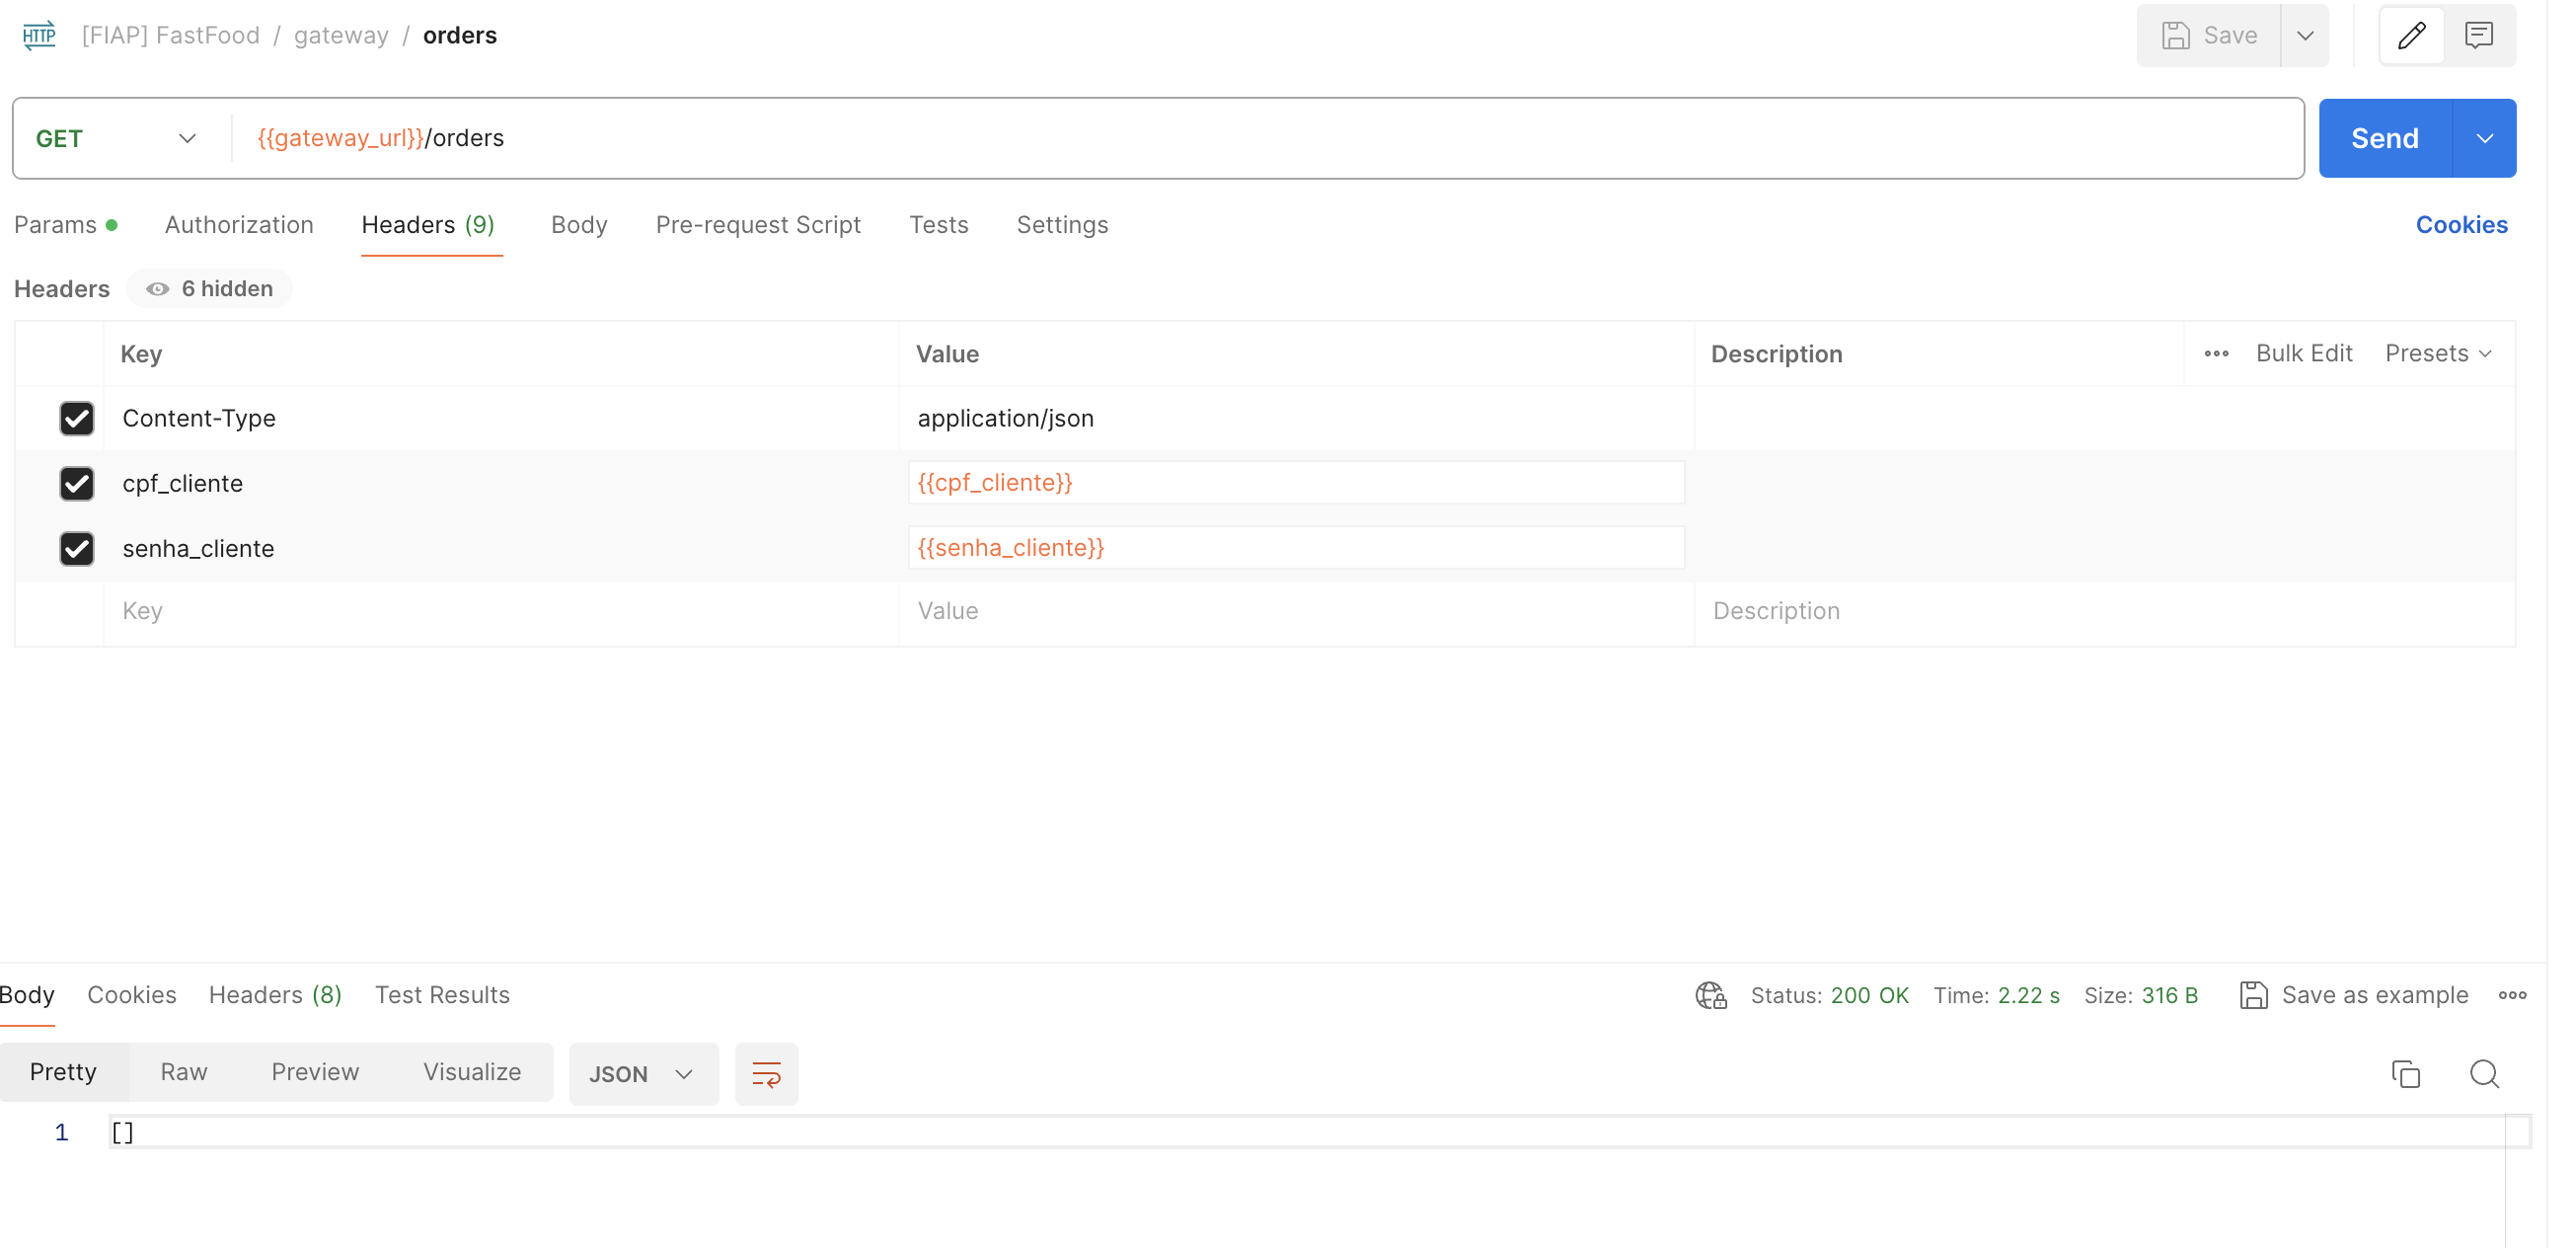 HTTP [FIAP] FastFood / gateway / orders Save
GET {{gateway_url}}/orders Send
Params Authorization Headers (9) Body Pre-request Script Tests Settings Cookies
Headers 6 hidden
Key Value Description Bulk Edit Presets
Content-Type application/json
cpf_cliente {{cpf_cliente}}
senha_cliente {{senha_cliente}}
Key Value Description
Body Cookies Headers (8) Test Results Status: 200 OK Time: 2.22 s Size: 316 B Save as example
Pretty Raw Preview Visualize JSON
1 []